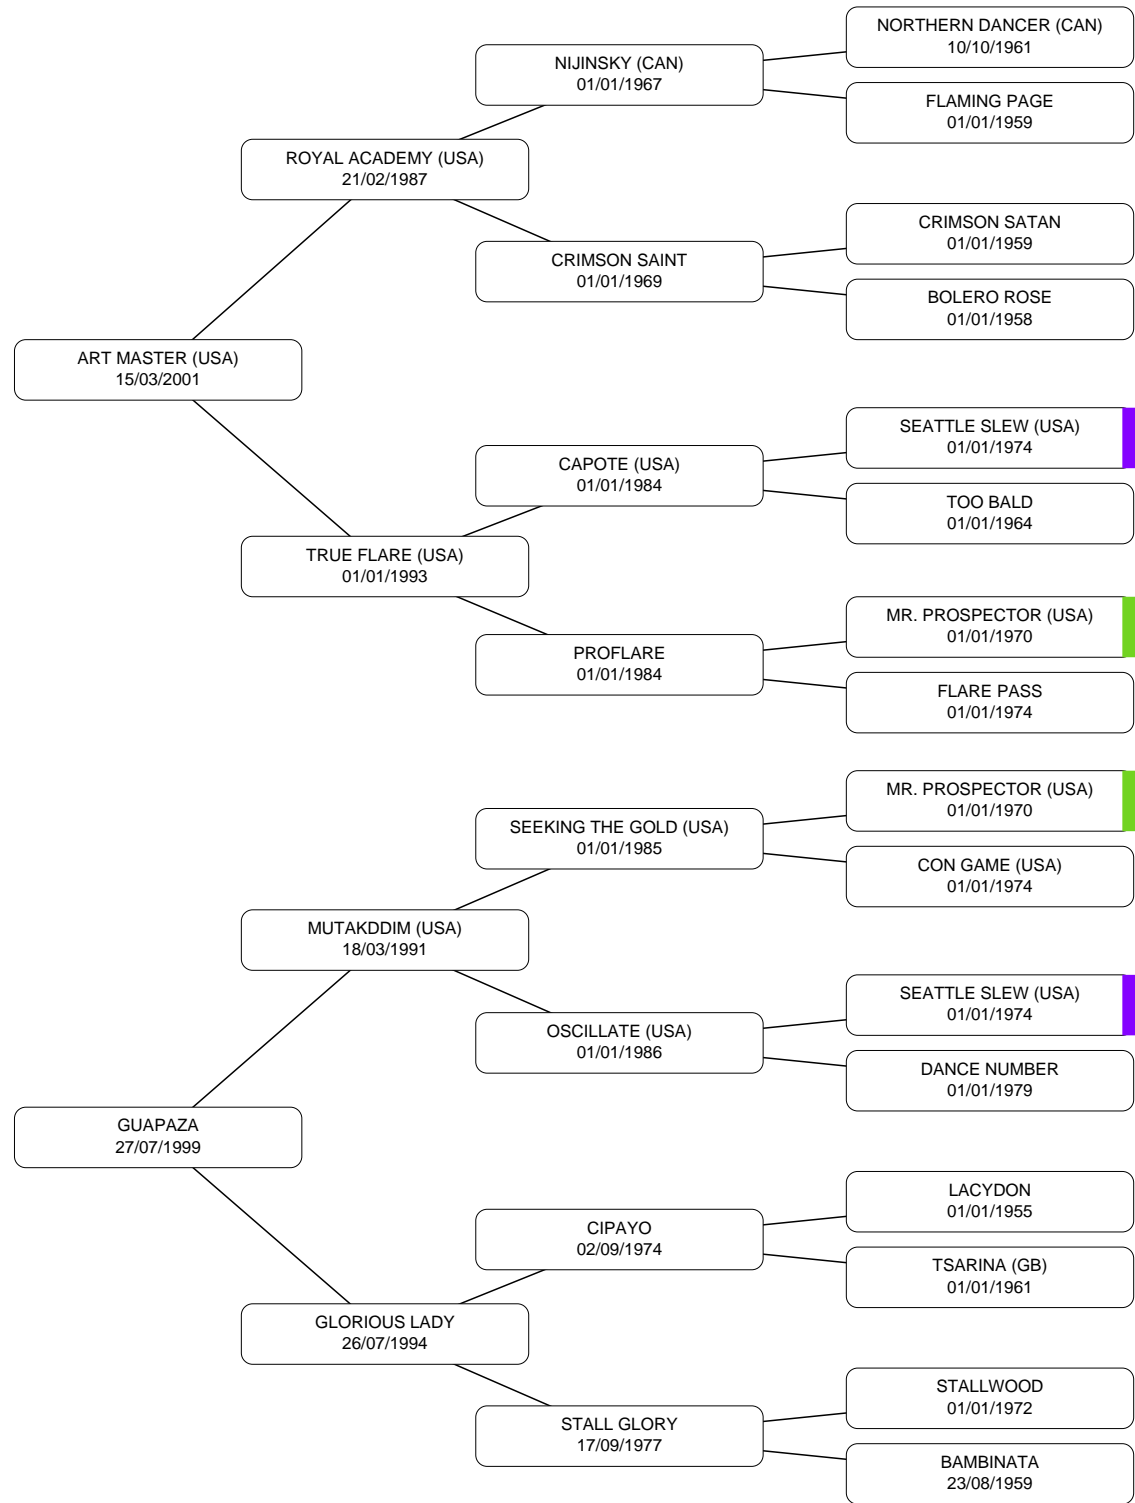 NORTHERN DANCER (CAN)
10/10/1961
NIJINSKY (CAN)
01/01/1967
FLAMING PAGE
01/01/1959
ROYAL ACADEMY (USA)
21/02/1987
CRIMSON SATAN
01/01/1959
CRIMSON SAINT
01/01/1969
BOLERO ROSE
01/01/1958
ART MASTER (USA)
15/03/2001
SEATTLE SLEW (USA)
01/01/1974
CAPOTE (USA)
01/01/1984
TOO BALD
01/01/1964
TRUE FLARE (USA)
01/01/1993
MR. PROSPECTOR (USA)
01/01/1970
PROFLARE
01/01/1984
FLARE PASS
01/01/1974
MR. PROSPECTOR (USA)
01/01/1970
SEEKING THE GOLD (USA)
01/01/1985
CON GAME (USA)
01/01/1974
MUTAKDDIM (USA)
18/03/1991
SEATTLE SLEW (USA)
01/01/1974
OSCILLATE (USA)
01/01/1986
DANCE NUMBER
01/01/1979
GUAPAZA
27/07/1999
LACYDON
01/01/1955
CIPAYO
02/09/1974
TSARINA (GB)
01/01/1961
GLORIOUS LADY
26/07/1994
STALLWOOD
01/01/1972
STALL GLORY
17/09/1977
BAMBINATA
23/08/1959